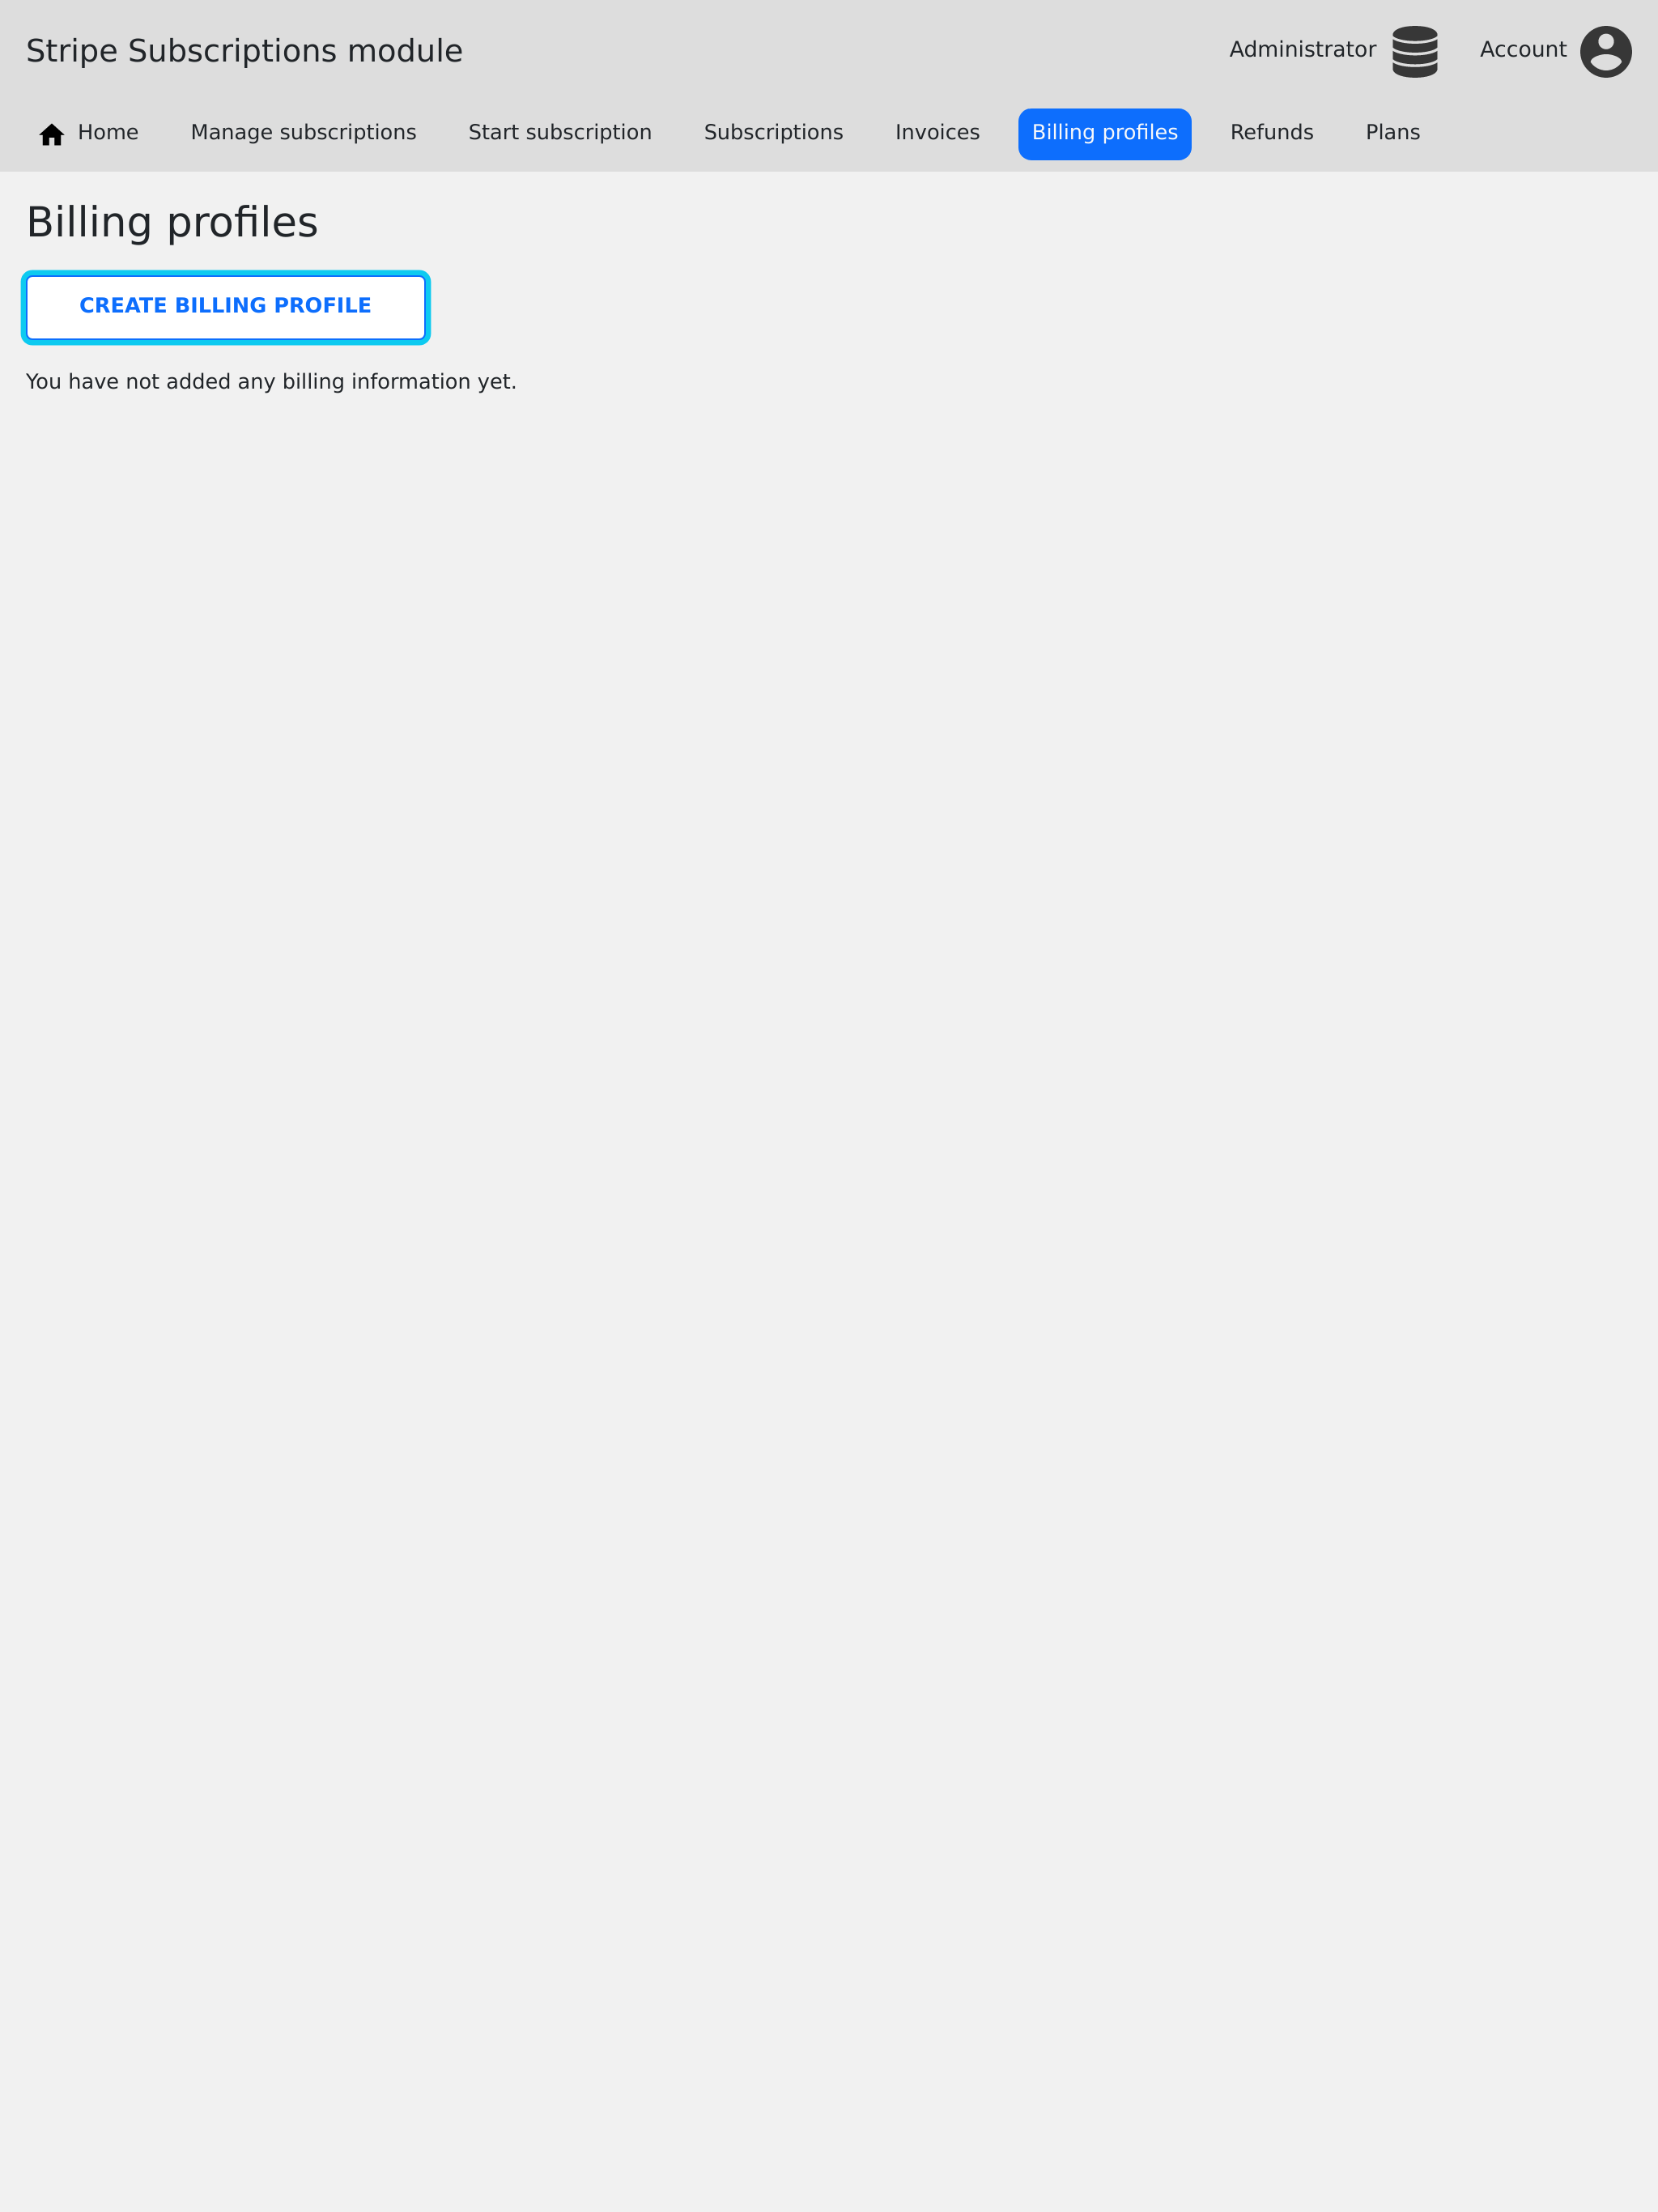 Stripe Subscriptions module
Administrator
Account
Home
Manage subscriptions
Start subscription
Subscriptions
Invoices
Billing profiles
Refunds
Plans
Billing profiles
CREATE BILLING PROFILE
You have not added any billing information yet.